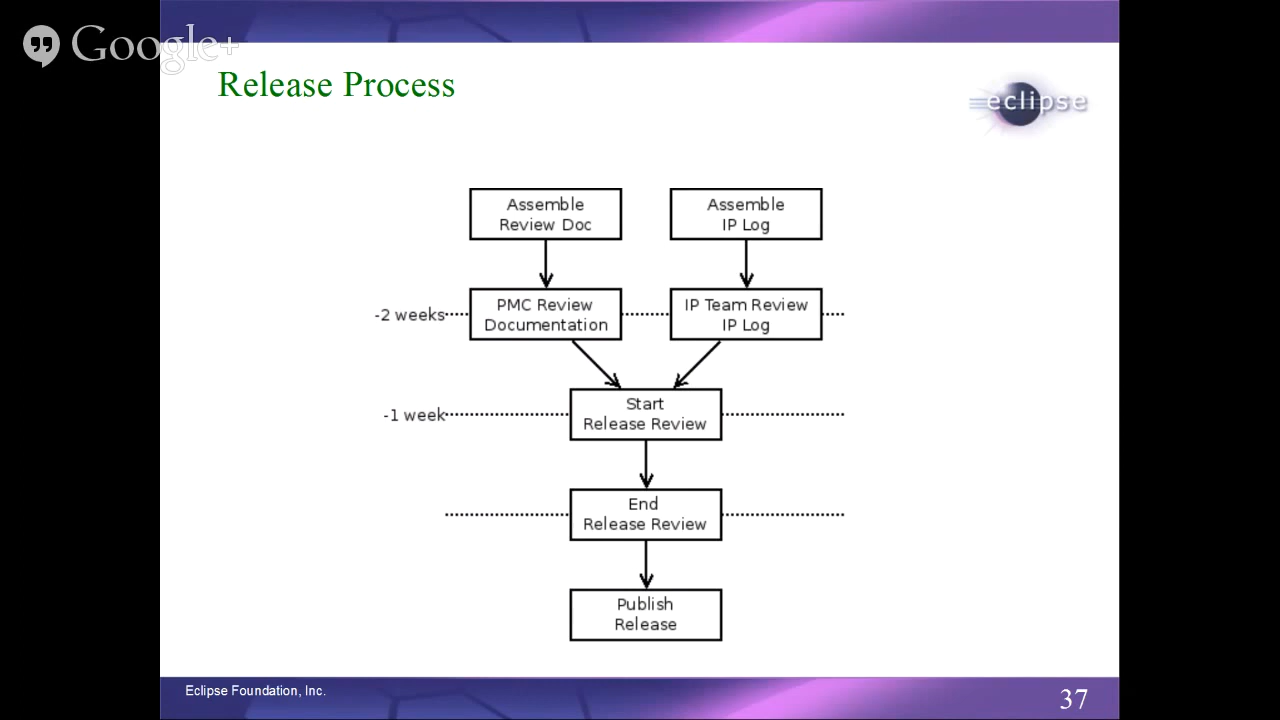 Google+
Release Process
eclipse
Assemble
Review Doc
Assemble
IP Log
-2 weeks
PMC Review
Documentation
IP Team Review
IP Log
-1 week
Start
Release Review
End
Release Review
Publish
Release
Eclipse Foundation, Inc.
37